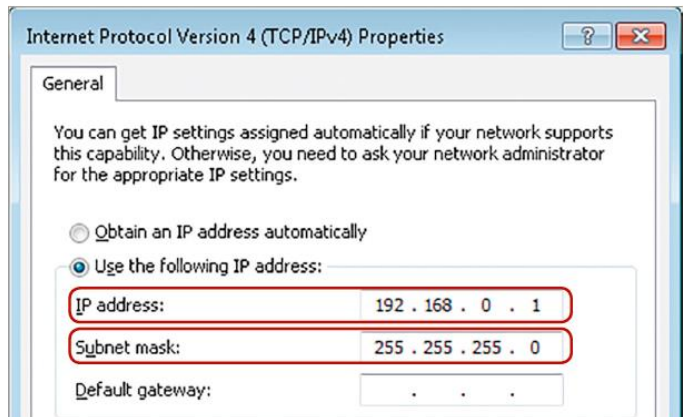 Internet Protocol Version 4 (TCP/IPv4) Properties
General
You can get IP settings assigned automatically if your network supports
this capability. Otherwise, you need to ask your network administrator
for the appropriate IP settings.
Obtain an IP address automatically
Use the following IP address:
IP address: 192 . 168 . 0 . 1
Subnet mask: 255 . 255 . 255 . 0
Default gateway: . . .